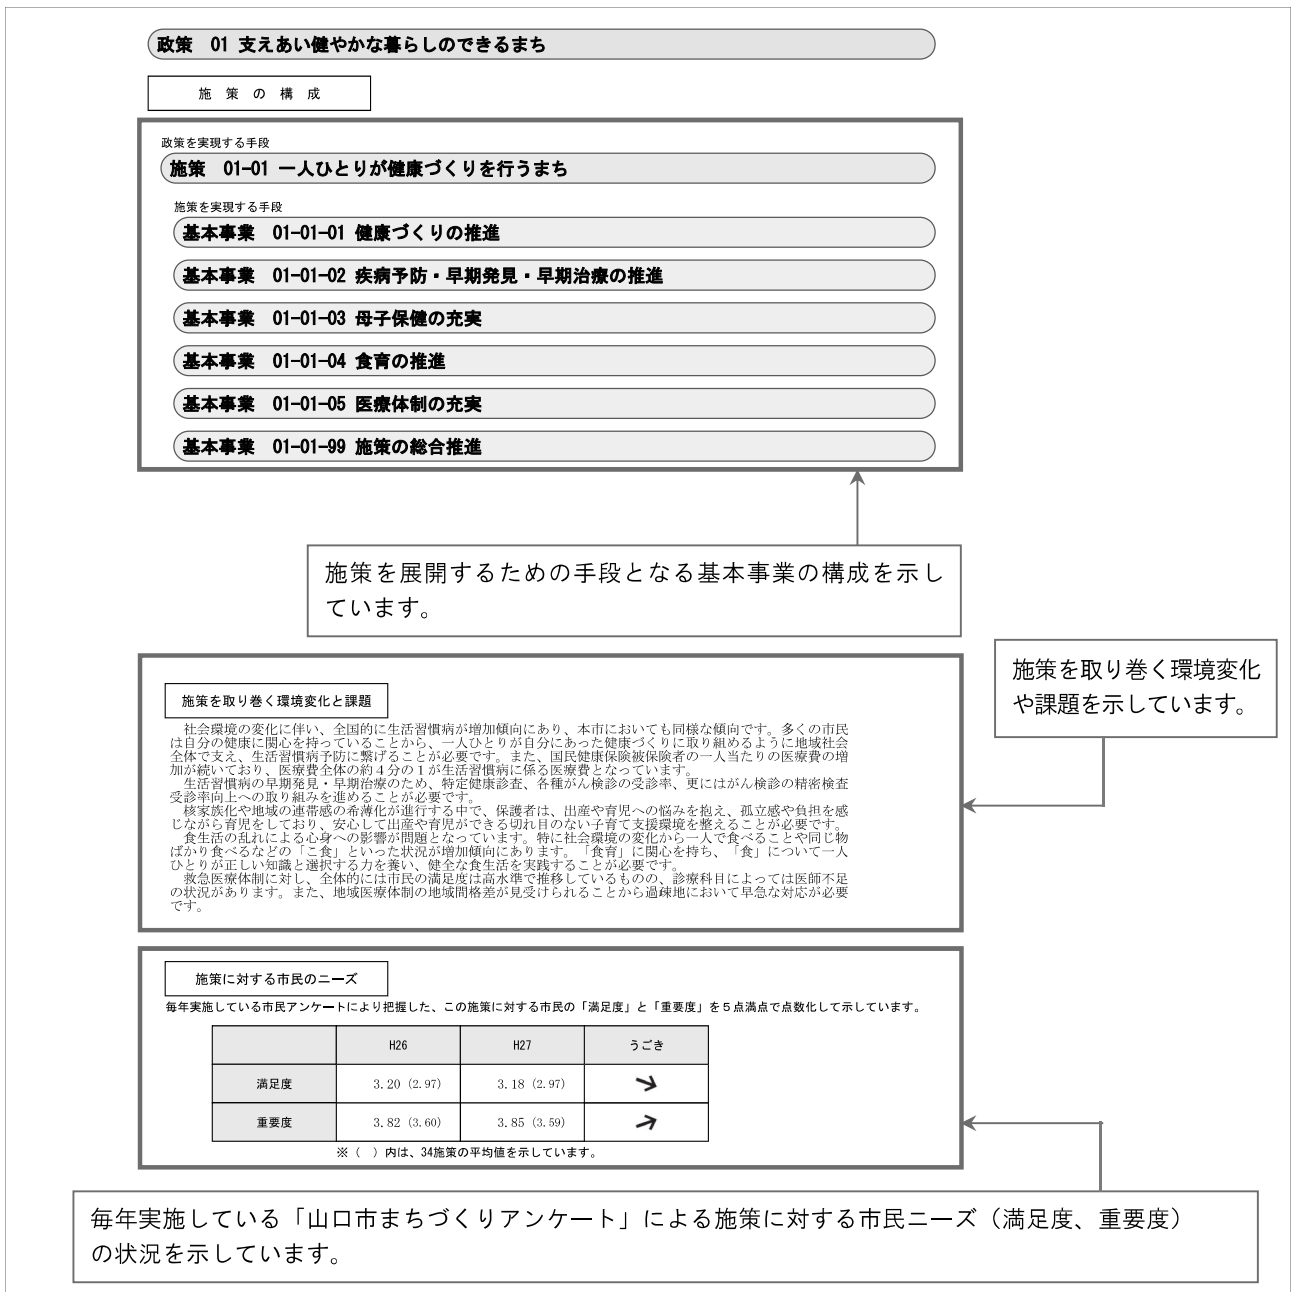 政策　01 支えあい健やかな暮らしのできるまち
施　策　の　構　成
政策を実現する手段
施策　01-01 一人ひとりが健康づくりを行うまち
施策を実現する手段
基本事業　01-01-01 健康づくりの推進
基本事業　01-01-02 疾病予防・早期発見・早期治療の推進
基本事業　01-01-03 母子保健の充実
基本事業　01-01-04 食育の推進
基本事業　01-01-05 医療体制の充実
基本事業　01-01-99 施策の総合推進
施策を展開するための手段となる基本事業の構成を示し
ています。
施策を取り巻く環境変化
や課題を示しています。
施策を取り巻く環境変化と課題
　社会環境の変化に伴い、全国的に生活習慣病が増加傾向にあり、本市においても同様な傾向です。多くの市民
は自分の健康に関心を持っていることから、一人ひとりが自分にあった健康づくりに取り組めるように地域社会
全体で支え、生活習慣病予防に繋げることが必要です。また、国民健康保険被保険者の一人当たりの医療費の増
加が続いており、医療費全体の約４分の１が生活習慣病に係る医療費となっています。
　生活習慣病の早期発見・早期治療のため、特定健康診査、各種がん検診の受診率、更にはがん検診の精密検査
受診率向上への取り組みを進めることが必要です。
　核家族化や地域の連帯感の希薄化が進行する中で、保護者は、出産や育児への悩みを抱え、孤立感や負担を感
じながら育児をしており、安心して出産や育児ができる切れ目のない子育て支援環境を整えることが必要です。
　食生活の乱れによる心身への影響が問題となっています。特に社会環境の変化から一人で食べることや同じ物
ばかり食べるなどの「こ食」といった状況が増加傾向にあります。「食育」に関心を持ち、「食」について一人
ひとりが正しい知識と選択する力を養い、健全な食生活を実践することが必要です。
　救急医療体制に対し、全体的には市民の満足度は高水準で推移しているものの、診療科目によっては医師不足
の状況があります。また、地域医療体制の地域間格差が見受けられることから過疎地において早急な対応が必要
です。
施策に対する市民のニーズ
毎年実施している市民アンケートにより把握した、この施策に対する市民の「満足度」と「重要度」を５点満点で点数化して示しています。
H26 H27 うごき
満足度 3.20 (2.97) 3.18 (2.97) ➘
重要度 3.82 (3.60) 3.85 (3.59) ➚
※（　）内は、34施策の平均値を示しています。
毎年実施している「山口市まちづくりアンケート」による施策に対する市民ニーズ（満足度、重要度）
の状況を示しています。